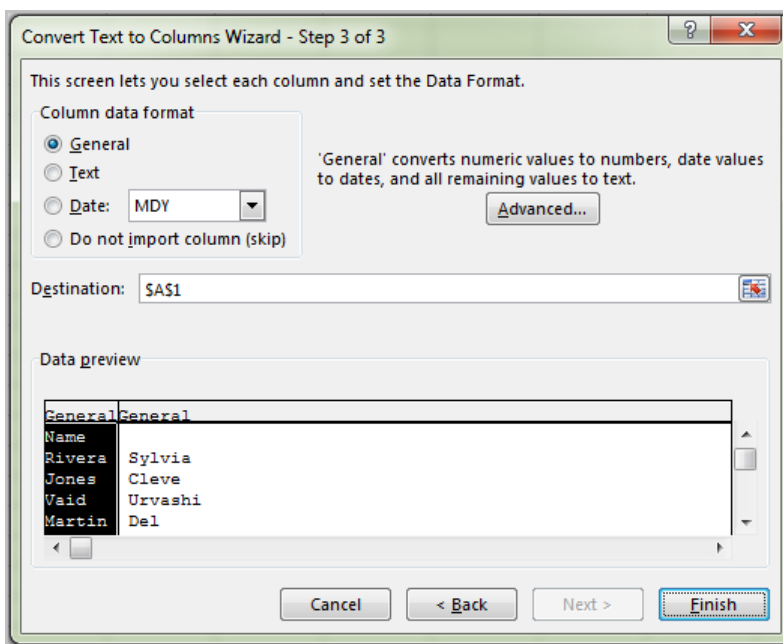 Convert Text to Columns Wizard - Step 3 of 3
This screen lets you select each column and set the Data Format.
Column data format
General
Text
Date: MDY
Do not import column (skip)
'General' converts numeric values to numbers, date values
to dates, and all remaining values to text.
Advanced...
Destination: $A$1
Data preview
General General
Name
Rivera Sylvia
Jones Cleve
Vaid Urvashi
Martin Del
Cancel < Back Next > Finish